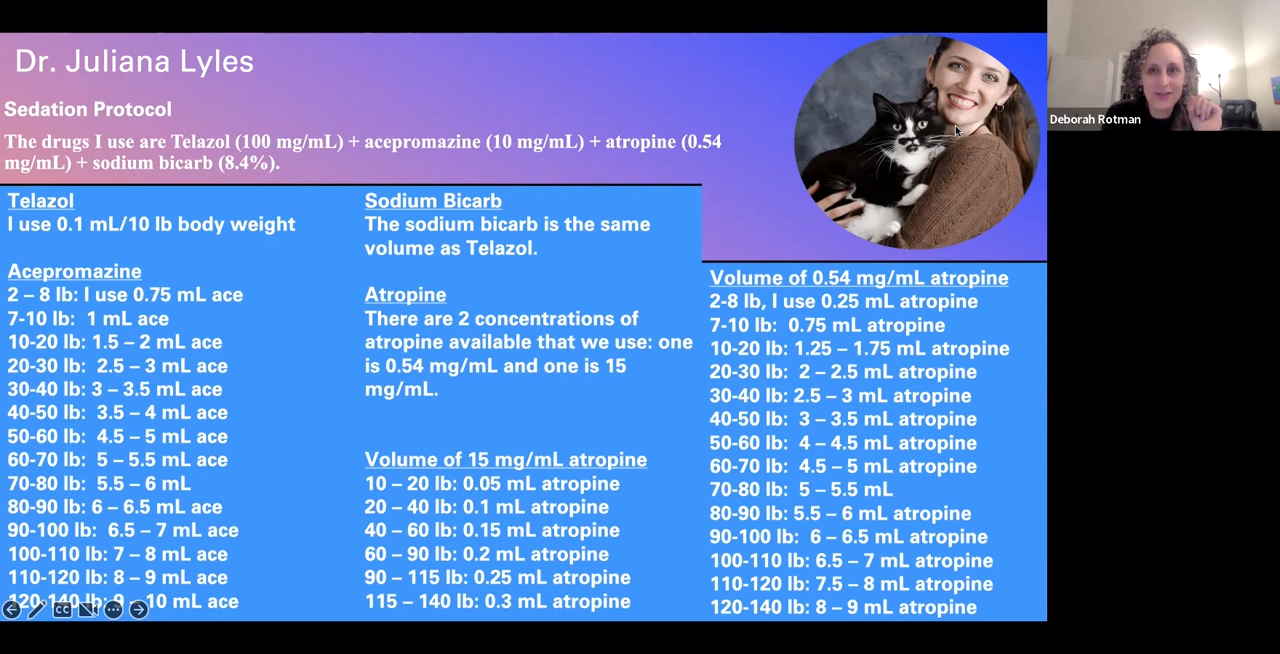 Dr. Juliana Lyles
Sedation Protocol
The drugs I use are Telazol (100 mg/mL) + acepromazine (10 mg/mL) + atropine (0.54
mg/mL) + sodium bicarb (8.4%).
Telazol
I use 0.1 mL/10 lb body weight
Acepromazine
2 – 8 lb: I use 0.75 mL ace
7-10 lb: 1 mL ace
10-20 lb: 1.5 – 2 mL ace
20-30 lb: 2.5 – 3 mL ace
30-40 lb: 3 – 3.5 mL ace
40-50 lb: 3.5 – 4 mL ace
50-60 lb: 4.5 – 5 mL ace
60-70 lb: 5 – 5.5 mL ace
70-80 lb: 5.5 – 6 mL
80-90 lb: 6 – 6.5 mL ace
90-100 lb: 6.5 – 7 mL ace
100-110 lb: 7 – 8 mL ace
110-120 lb: 8 – 9 mL ace
120-140 lb: 9 – 10 mL ace
CC
Sodium Bicarb
The sodium bicarb is the same
volume as Telazol.
Atropine
There are 2 concentrations of
atropine available that we use: one
is 0.54 mg/mL and one is 15
mg/mL.
Volume of 15 mg/mL atropine
10 – 20 lb: 0.05 mL atropine
20 – 40 lb: 0.1 mL atropine
40 – 60 lb: 0.15 mL atropine
60 – 90 lb: 0.2 mL atropine
90 – 115 lb: 0.25 mL atropine
115 – 140 lb: 0.3 mL atropine
Volume of 0.54 mg/mL atropine
2-8 lb, I use 0.25 mL atropine
7-10 lb: 0.75 mL atropine
10-20 lb: 1.25 – 1.75 mL atropine
20-30 lb: 2 – 2.5 mL atropine
30-40 lb: 2.5 – 3 mL atropine
40-50 lb: 3 – 3.5 mL atropine
50-60 lb: 4 – 4.5 mL atropine
60-70 lb: 4.5 – 5 mL atropine
70-80 lb: 5 – 5.5 mL
80-90 lb: 5.5 – 6 mL atropine
90-100 lb: 6 – 6.5 mL atropine
100-110 lb: 6.5 – 7 mL atropine
110-120 lb: 7.5 – 8 mL atropine
120-140 lb: 8 – 9 mL atropine
Deborah Rotman